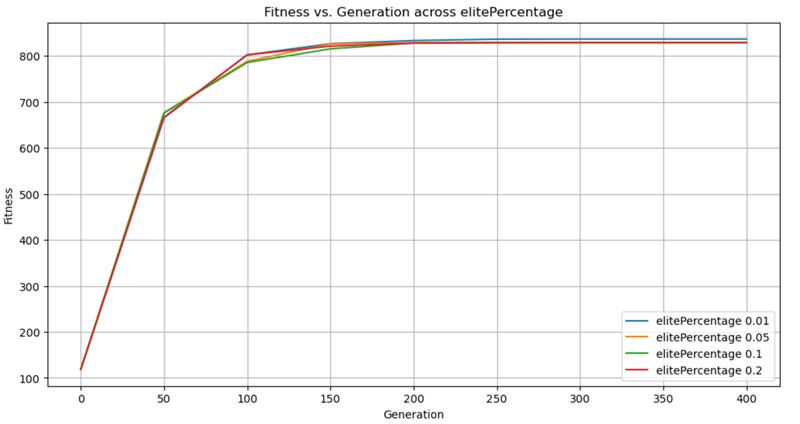 Fitness vs. Generation across elitePercentage
Fitness
800
700
600
500
400
300
200
100
0 50 100 150 200 250 300 350 400
Generation
elitePercentage 0.01
elitePercentage 0.05
elitePercentage 0.1
elitePercentage 0.2